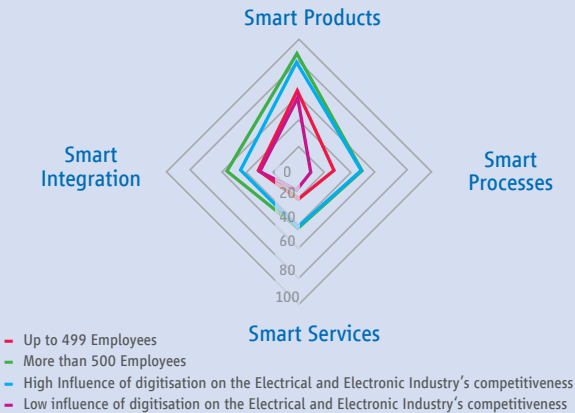 Smart Products
Smart
Integration
Smart
Processes
0
20
40
60
80
100
Smart Services
Up to 499 Employees
More than 500 Employees
High Influence of digitisation on the Electrical and Electronic Industry's competitiveness
Low influence of digitisation on the Electrical and Electronic Industry's competitiveness